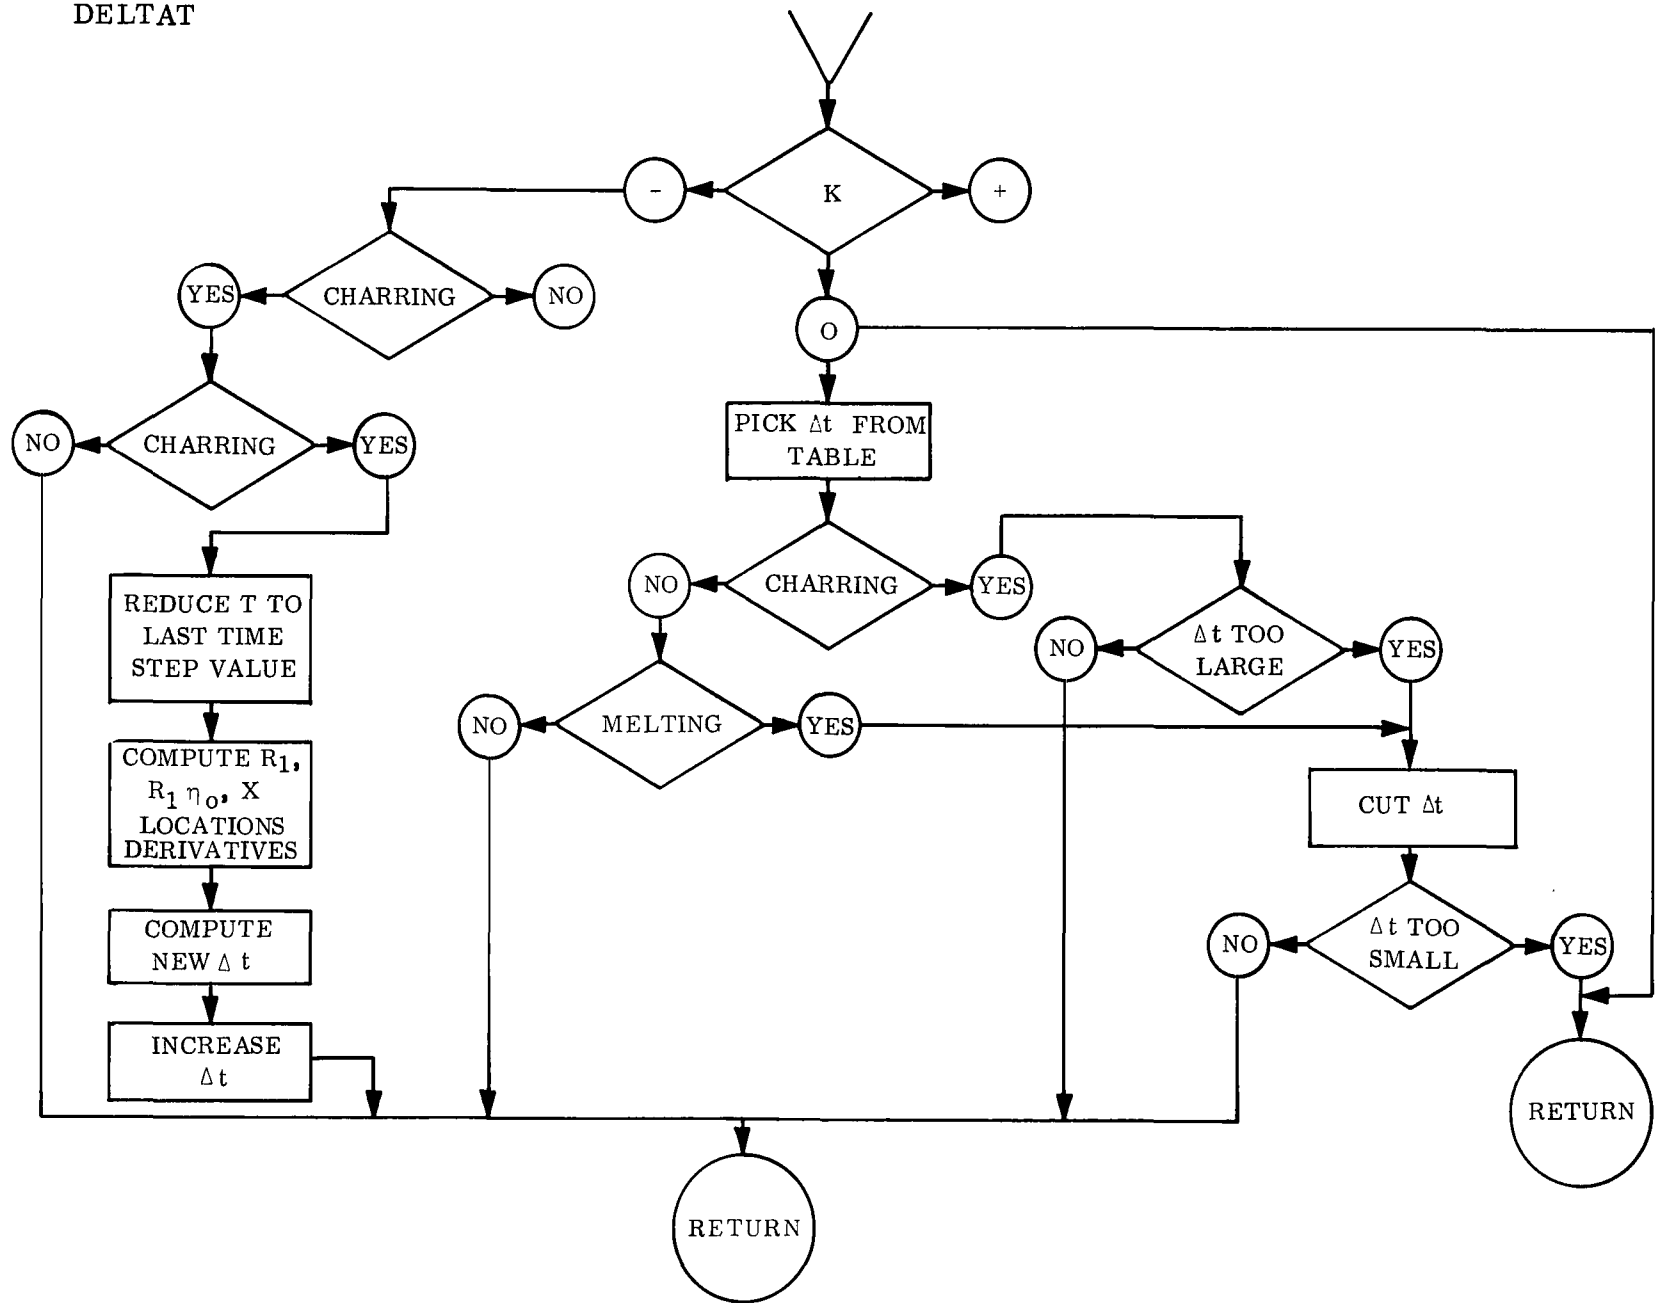 DELTAT
K
-
+
YES
CHARRING
NO
O
NO
CHARRING
YES
PICK Δt FROM
TABLE
REDUCE T TO
LAST TIME
STEP VALUE
NO
CHARRING
YES
NO
Δt TOO
LARGE
YES
NO
MELTING
YES
COMPUTE R1,
R1 η0, X
LOCATIONS
DERIVATIVES
CUT Δt
COMPUTE
NEW Δ t
NO
Δt TOO
SMALL
YES
INCREASE
Δt
RETURN
RETURN